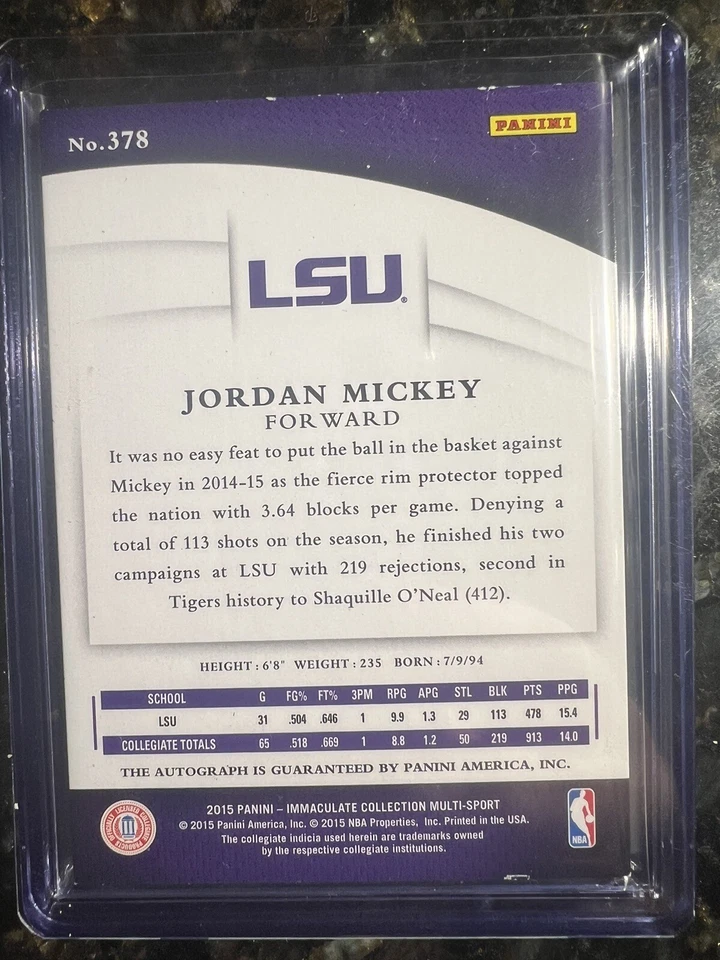 No.378
PANINI
LSU®
JORDAN MICKEY
FORWARD
It was no easy feat to put the ball in the basket against
Mickey in 2014-15 as the fierce rim protector topped
the nation with 3.64 blocks per game. Denying a
total of 113 shots on the season, he finished his two
campaigns at LSU with 219 rejections, second in
Tigers history to Shaquille O'Neal (412).
HEIGHT: 6'8" WEIGHT: 235 BORN: 7/9/94
SCHOOL G FG% FT% 3PM RPG APG STL BLK PTS PPG
LSU 31 .504 .646 1 9.9 1.3 29 113 478 15.4
COLLEGIATE TOTALS 65 .518 .669 1 8.8 1.2 50 219 913 14.0
THE AUTOGRAPH IS GUARANTEED BY PANINI AMERICA, INC.
2015 PANINI – IMMACULATE COLLECTION MULTI-SPORT
© 2015 Panini America, Inc. © 2015 NBA Properties, Inc. Printed in the USA.
The collegiate indicia used herein are trademarks owned
by the respective collegiate institutions.
OFFICIALLY LICENSED COLLEGIATE PRODUCTS
NBA